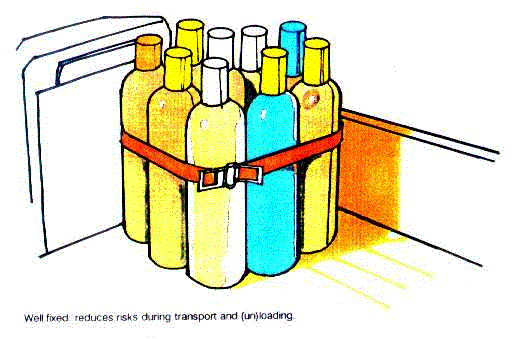 Well fixed reduces risks during transport and (un)loading.